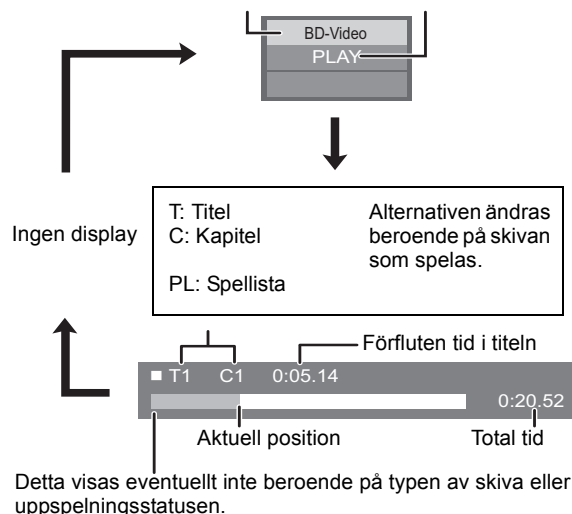 BD-Video
PLAY
Ingen display
T: Titel
C: Kapitel
PL: Spellista
Alternativen ändras
beroende på skivan
som spelas.
Förfluten tid i titeln
T1 C1 0:05.14
0:20.52
Aktuell position
Total tid
Detta visas eventuellt inte beroende på typen av skiva eller
uppspelningsstatusen.